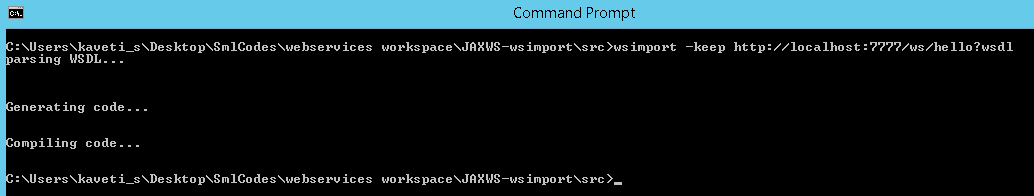 Command Prompt
C:\Users\kaveti_s\Desktop\SmlCodes\webservices workspace\JAXWS-wsimport\src>wsimport -keep http://localhost:7777/ws/hello?wsdl
parsing WSDL...
Generating code...
Compiling code...
C:\Users\kaveti_s\Desktop\SmlCodes\webservices workspace\JAXWS-wsimport\src>_